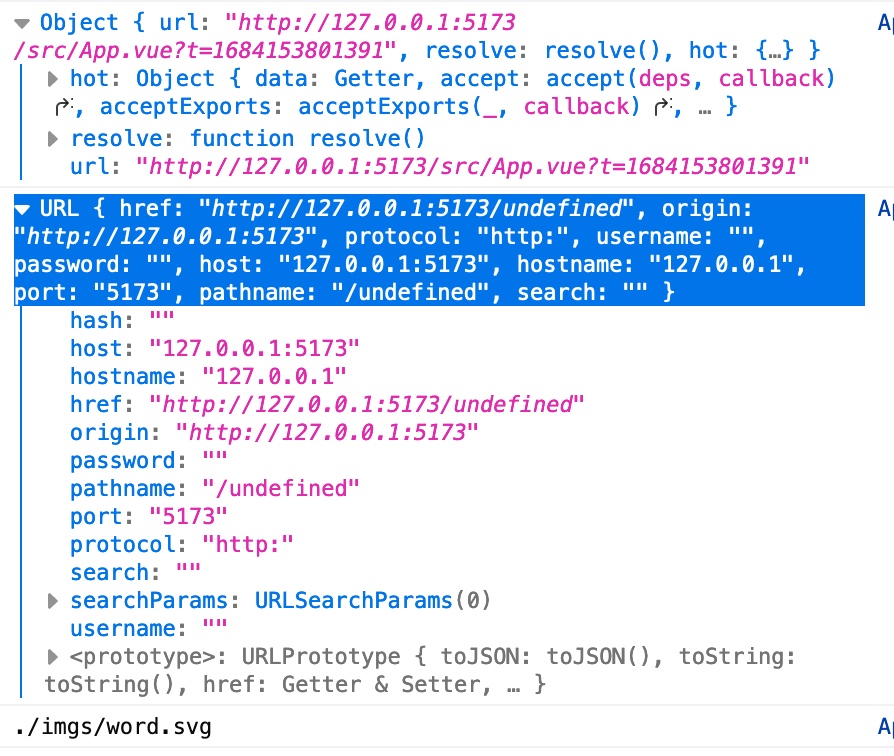 ▼ Object { url: "http://127.0.0.1:5173
/src/App.vue?t=1684153801391", resolve: resolve(), hot: {…} }
▶ hot: Object { data: Getter, accept: accept(deps, callback)
, acceptExports: acceptExports(_, callback) , … }
▶ resolve: function resolve()
url: "http://127.0.0.1:5173/src/App.vue?t=1684153801391"
▼ URL { href: "http://127.0.0.1:5173/undefined", origin:
"http://127.0.0.1:5173", protocol: "http:", username: "",
password: "", host: "127.0.0.1:5173", hostname: "127.0.0.1",
port: "5173", pathname: "/undefined", search: "" }
hash: ""
host: "127.0.0.1:5173"
hostname: "127.0.0.1"
href: "http://127.0.0.1:5173/undefined"
origin: "http://127.0.0.1:5173"
password: ""
pathname: "/undefined"
port: "5173"
protocol: "http:"
search: ""
▶ searchParams: URLSearchParams(0)
username: ""
▶ <prototype>: URLPrototype { toJSON: toJSON(), toString:
toString(), href: Getter & Setter, … }
./imgs/word.svg